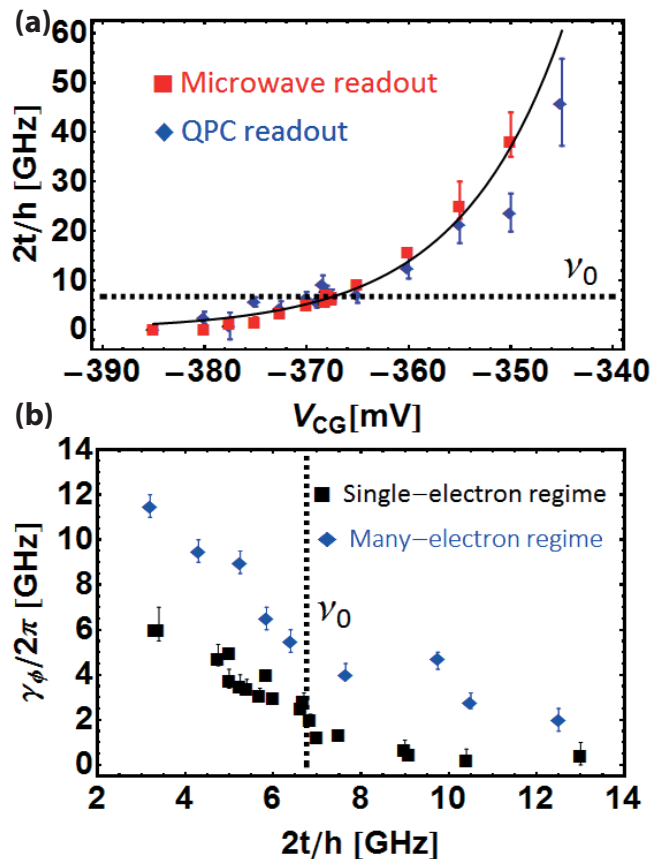 (a)
60
50
40
30
20
10
0
2t/h [GHz]
Microwave readout
QPC readout
ν₀
−390 −380 −370 −360 −350 −340
V_CG[mV]
(b)
14
12
10
8
6
4
2
0
γ_ϕ/2π [GHz]
Single−electron regime
Many−electron regime
ν₀
2 4 6 8 10 12 14
2t/h [GHz]